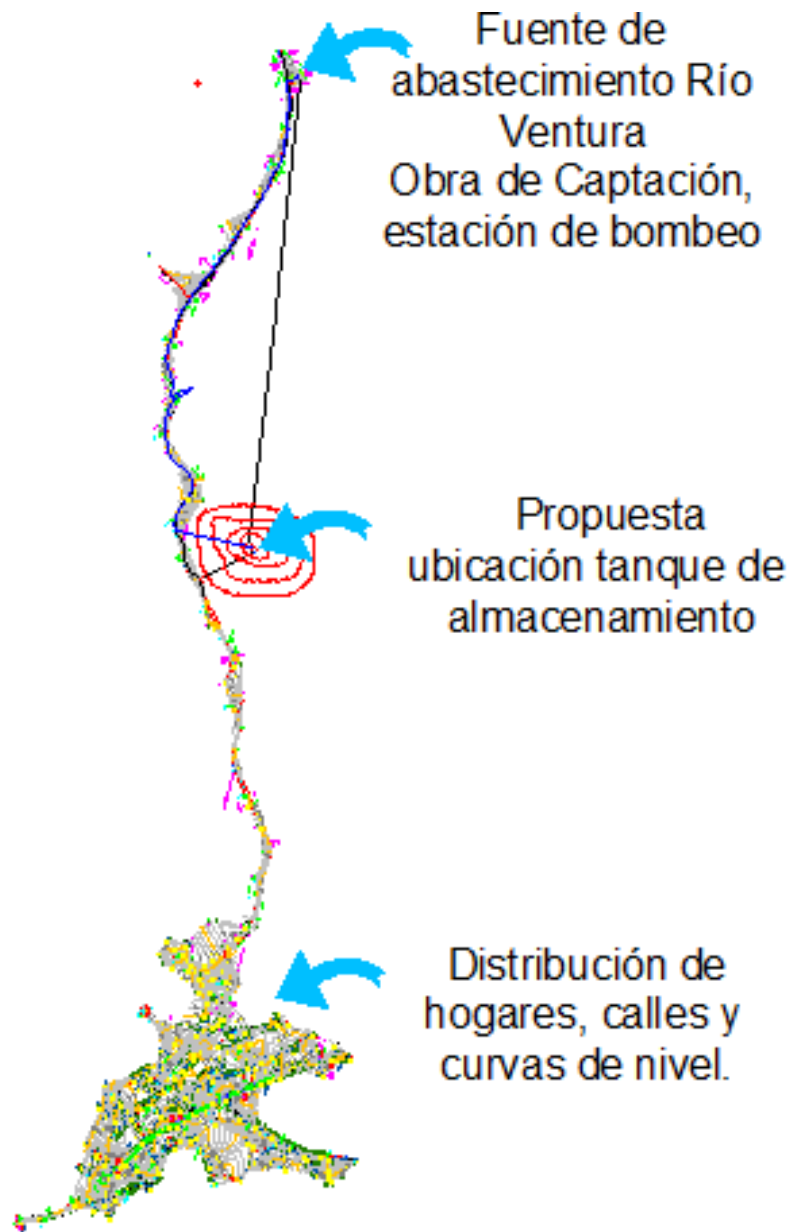 Fuente de
abastecimiento Río
Ventura
Obra de Captación,
estación de bombeo
Propuesta
ubicación tanque de
almacenamiento
Distribución de
hogares, calles y
curvas de nivel.